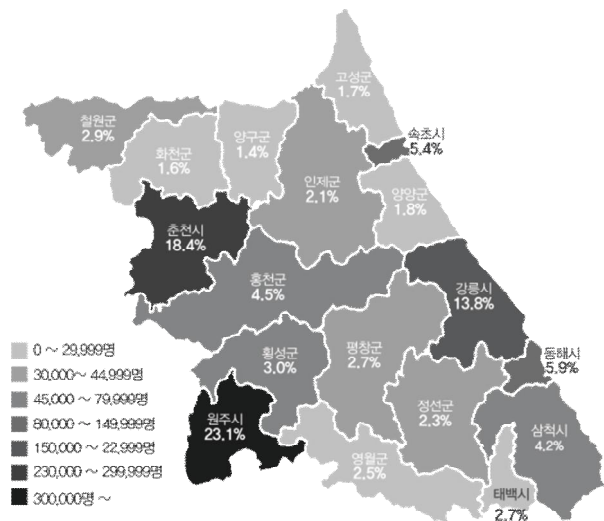 고성군
1.7%
철원군
2.9%
화천군
1.6%
양구군
1.4%
속초시
5.4%
인제군
2.1%
양양군
1.8%
춘천시
18.4%
홍천군
4.5%
강릉시
13.8%
횡성군
3.0%
평창군
2.7%
동해시
5.9%
정선군
2.3%
원주시
23.1%
삼척시
4.2%
영월군
2.5%
태백시
2.7%
0 ~ 29,999명
30,000 ~ 44,999명
45,000 ~ 79,999명
80,000 ~ 149,999명
150,000 ~ 22,999명
230,000 ~ 299,999명
300,000명 ~